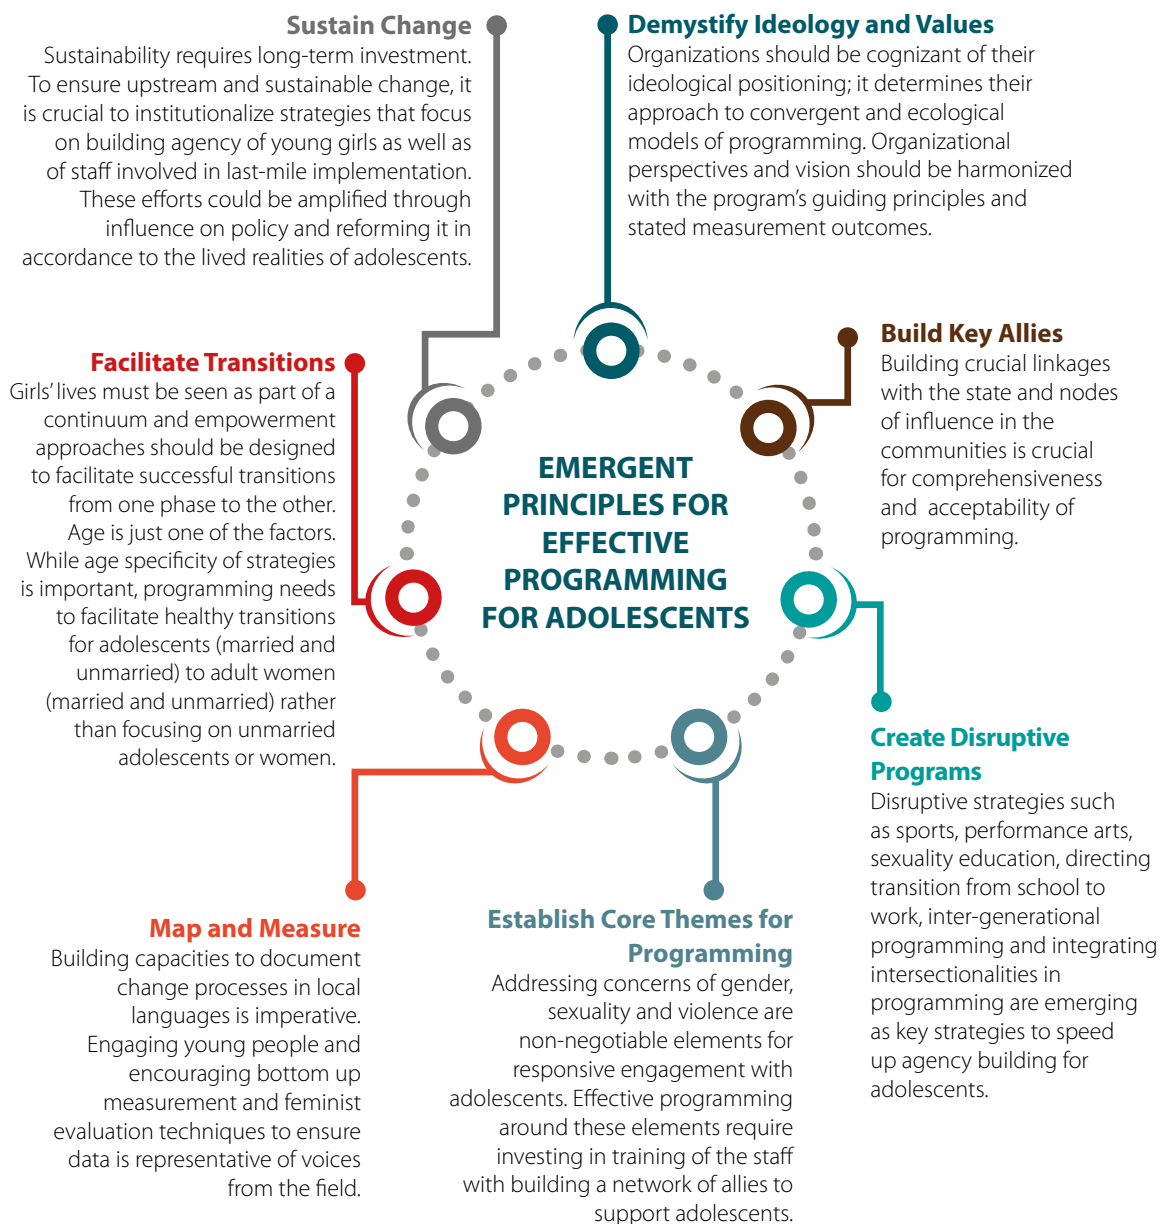 Sustain Change
Sustainability requires long-term investment.
To ensure upstream and sustainable change, it
is crucial to institutionalize strategies that focus
on building agency of young girls as well as
of staff involved in last-mile implementation.
These efforts could be amplified through
influence on policy and reforming it in
accordance to the lived realities of adolescents.
Demystify Ideology and Values
Organizations should be cognizant of their
ideological positioning; it determines their
approach to convergent and ecological
models of programming. Organizational
perspectives and vision should be harmonized
with the program's guiding principles and
stated measurement outcomes.
Facilitate Transitions
Girls' lives must be seen as part of a
continuum and empowerment
approaches should be designed
to facilitate successful transitions
from one phase to the other.
Age is just one of the factors.
While age specificity of strategies
is important, programming needs
to facilitate healthy transitions
for adolescents (married and
unmarried) to adult women
(married and unmarried) rather
than focusing on unmarried
adolescents or women.
EMERGENT
PRINCIPLES FOR
EFFECTIVE
PROGRAMMING
FOR ADOLESCENTS
Build Key Allies
Building crucial linkages
with the state and nodes
of influence in the
communities is crucial
for comprehensiveness
and acceptability of
programming.
Create Disruptive
Programs
Disruptive strategies such
as sports, performance arts,
sexuality education, directing
transition from school to
work, inter-generational
programming and integrating
intersectionalities in
programming are emerging
as key strategies to speed
up agency building for
adolescents.
Map and Measure
Building capacities to document
change processes in local
languages is imperative.
Engaging young people and
encouraging bottom up
measurement and feminist
evaluation techniques to ensure
data is representative of voices
from the field.
Establish Core Themes for
Programming
Addressing concerns of gender,
sexuality and violence are
non-negotiable elements for
responsive engagement with
adolescents. Effective programming
around these elements require
investing in training of the staff
with building a network of allies to
support adolescents.